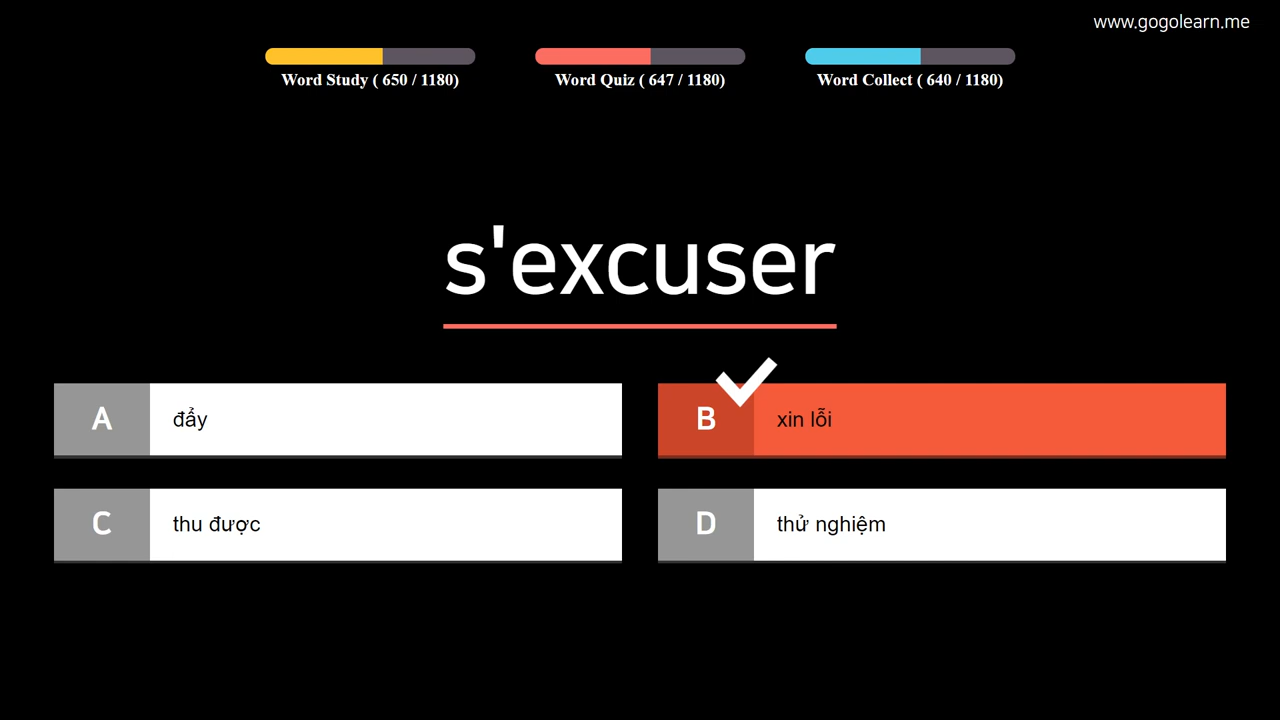 www.gogolearn.me
Word Study ( 650 / 1180)
Word Quiz ( 647 / 1180)
Word Collect ( 640 / 1180)
s'excuser
A
đẩy
B
xin lỗi
C
thu được
D
thử nghiệm